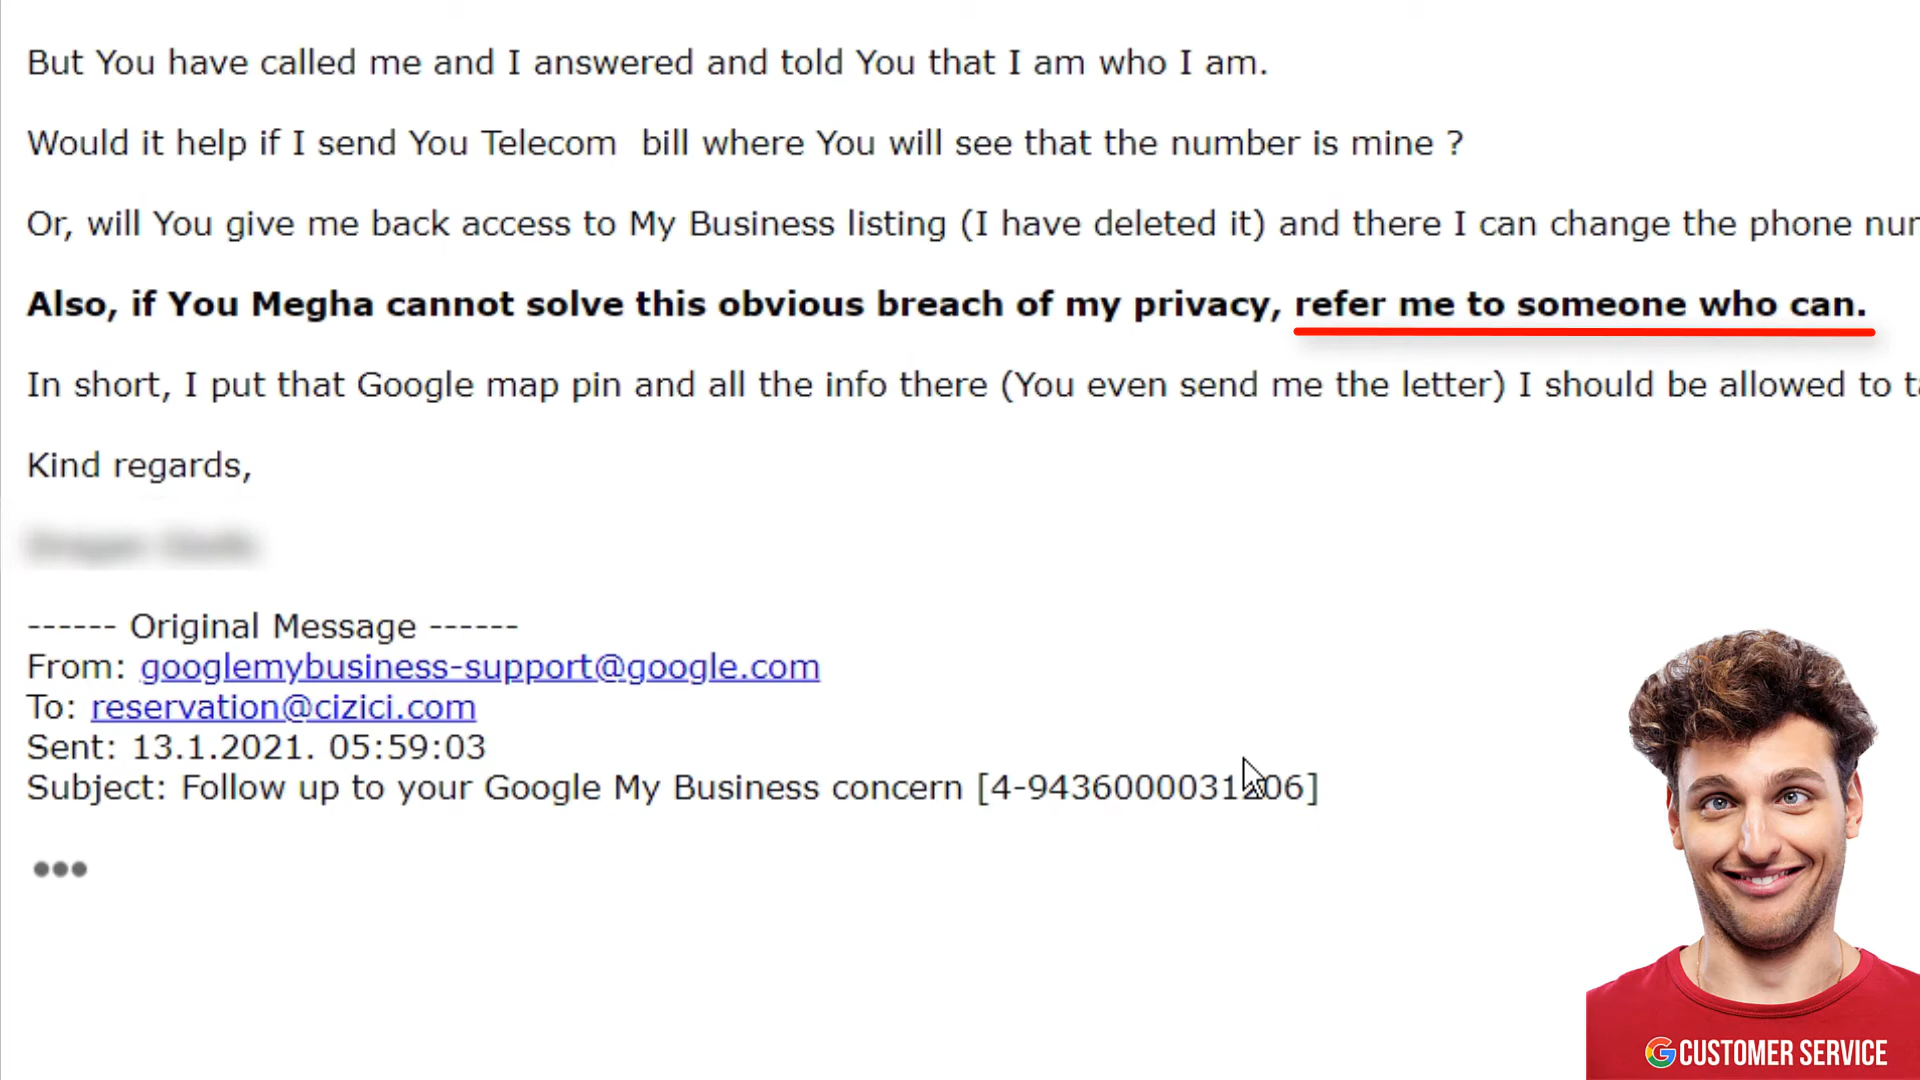 But You have called me and I answered and told You that I am who I am.
Would it help if I send You Telecom bill where You will see that the number is mine ?
Or, will You give me back access to My Business listing (I have deleted it) and there I can change the phone
Also, if You Megha cannot solve this obvious breach of my privacy, refer me to someone who can.
In short, I put that Google map pin and all the info there (You even send me the letter) I should be allowed to
Kind regards,
------ Original Message ------
From: googlemybusiness-support@google.com
To: reservation@cizici.com
Sent: 13.1.2021. 05:59:03
Subject: Follow up to your Google My Business concern
G CUSTOMER SERVICE